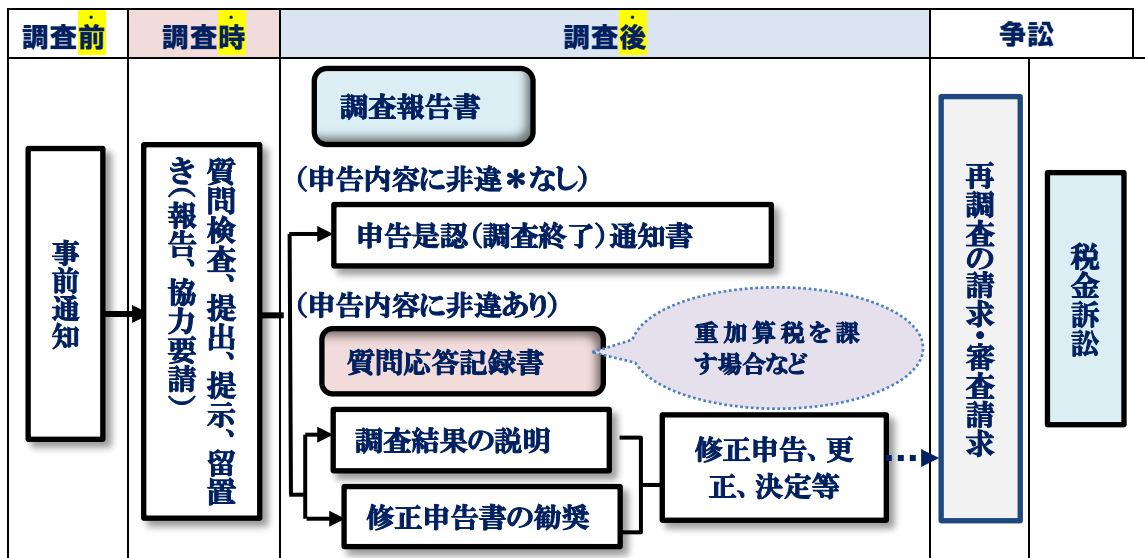 調査前
調査時
調査後
争訟
事前通知
質問検査、提出、提示、留置
き(報告、協力要請)
調査報告書
(申告内容に非違＊なし)
申告是認(調査終了)通知書
(申告内容に非違あり)
質問応答記録書
重加算税を課
す場合など
調査結果の説明
修正申告書の勧奨
修正申告、更
正、決定等
再調査の請求・審査請求
税金訴訟